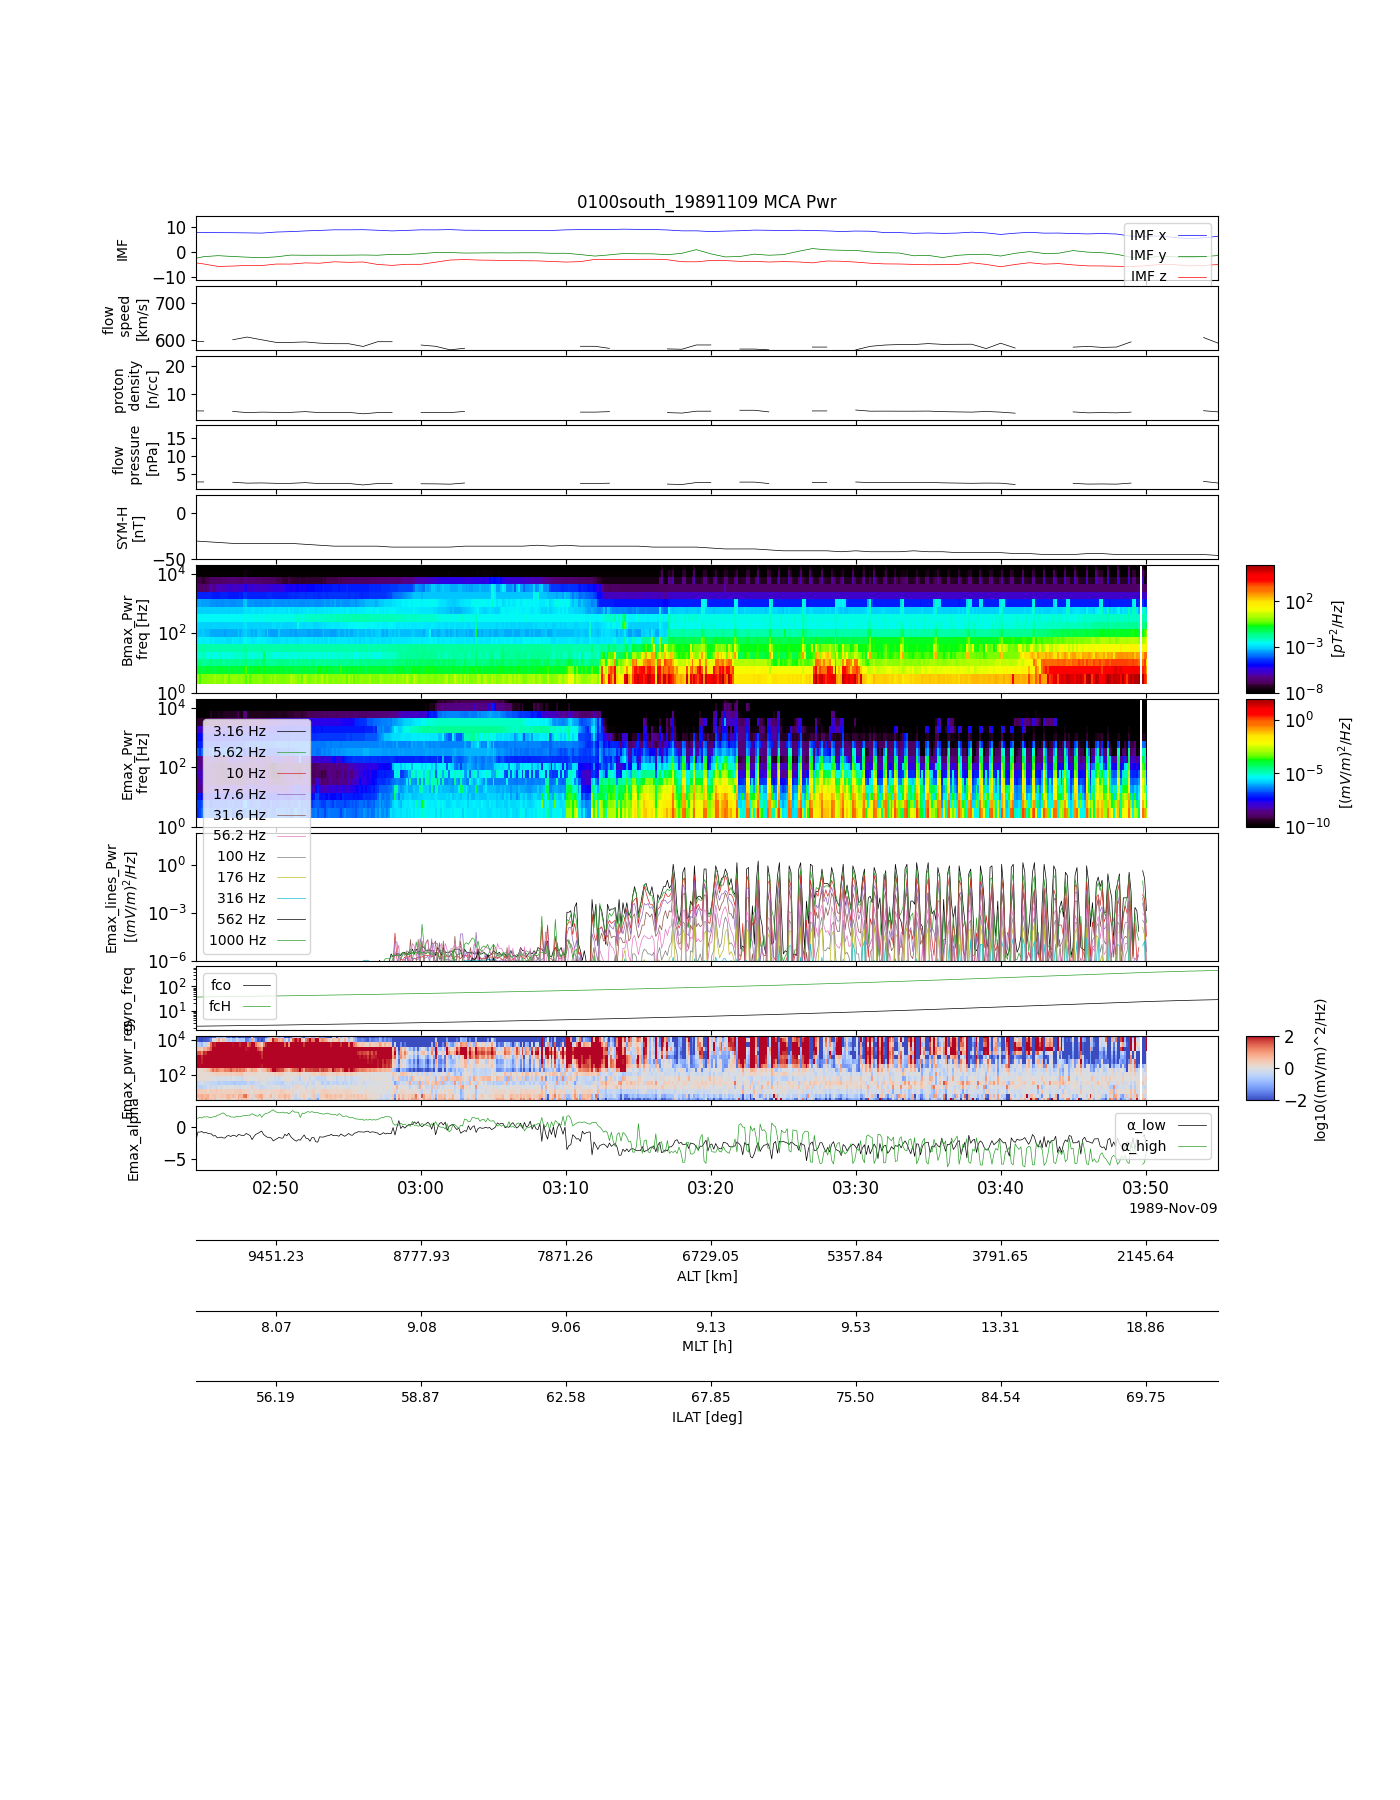 0100south_19891109 MCA Pwr
10
0
−10
IMF
IMF x
IMF y
IMF z
700
600
flow
speed
[km/s]
20
10
proton
density
[n/cc]
15
10
5
flow
pressure
[nPa]
0
−50
SYM-H
[nT]
10^4
10^2
10^0
Bmax_Pwr
freq [Hz]
10^2
10^−3
10^−8
[pT^2/Hz]
10^4
10^2
10^0
Emax_Pwr
freq [Hz]
10^0
10^−5
10^−10
[(mV/m)^2/Hz]
3.16 Hz
5.62 Hz
10 Hz
17.6 Hz
31.6 Hz
56.2 Hz
100 Hz
176 Hz
316 Hz
562 Hz
1000 Hz
10^0
10^−3
10^−6
Emax_lines_Pwr
[(mV/m)^2/Hz]
10^2
10^1
gyro_freq
fco
fcH
10^4
10^2
Emax_pwr_reg
2
0
−2
log10((mV/m)^2/Hz)
0
−5
Emax_alpha
α_low
α_high
02:50 03:00 03:10 03:20 03:30 03:40 03:50
1989-Nov-09
9451.23 8777.93 7871.26 6729.05 5357.84 3791.65 2145.64
ALT [km]
8.07 9.08 9.06 9.13 9.53 13.31 18.86
MLT [h]
56.19 58.87 62.58 67.85 75.50 84.54 69.75
ILAT [deg]